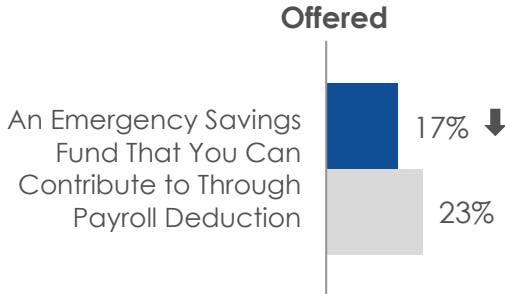 Offered
An Emergency Savings
Fund That You Can
Contribute to Through
Payroll Deduction
17%
23%